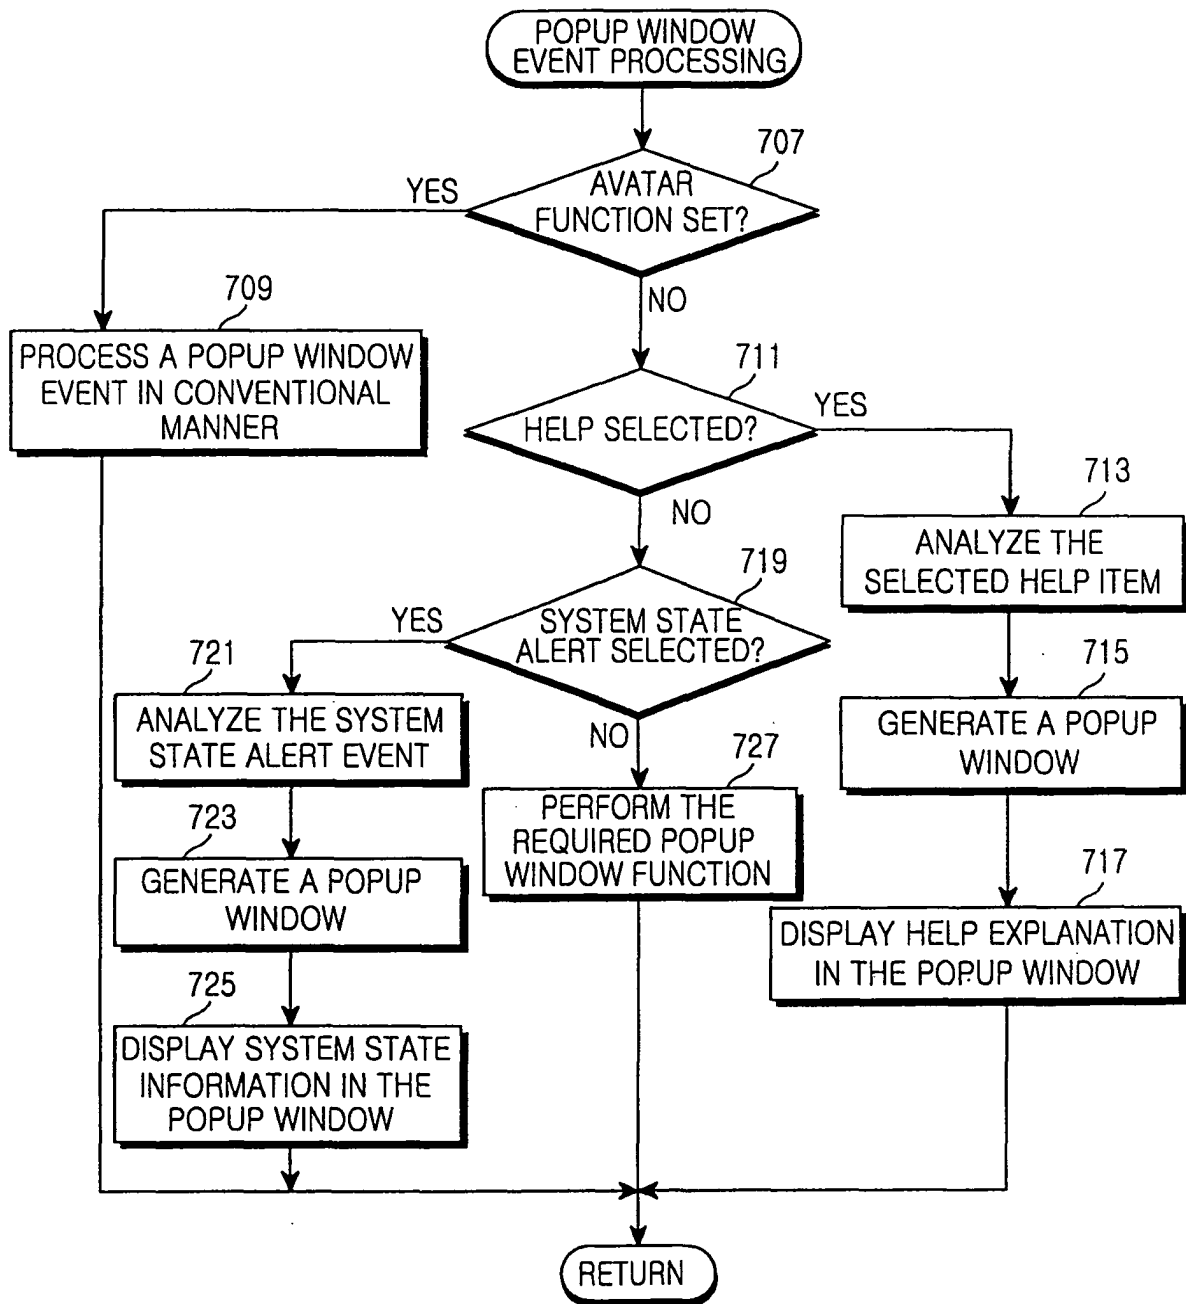 POPUP WINDOW
EVENT PROCESSING
707
YES
AVATAR
FUNCTION SET?
NO
709
PROCESS A POPUP WINDOW
EVENT IN CONVENTIONAL
MANNER
711
HELP SELECTED?
YES
NO
713
ANALYZE THE
SELECTED HELP ITEM
719
YES
SYSTEM STATE
ALERT SELECTED?
NO
721
ANALYZE THE SYSTEM
STATE ALERT EVENT
715
GENERATE A POPUP
WINDOW
727
PERFORM THE
REQUIRED POPUP
WINDOW FUNCTION
723
GENERATE A POPUP
WINDOW
717
DISPLAY HELP EXPLANATION
IN THE POPUP WINDOW
725
DISPLAY SYSTEM STATE
INFORMATION IN THE
POPUP WINDOW
RETURN